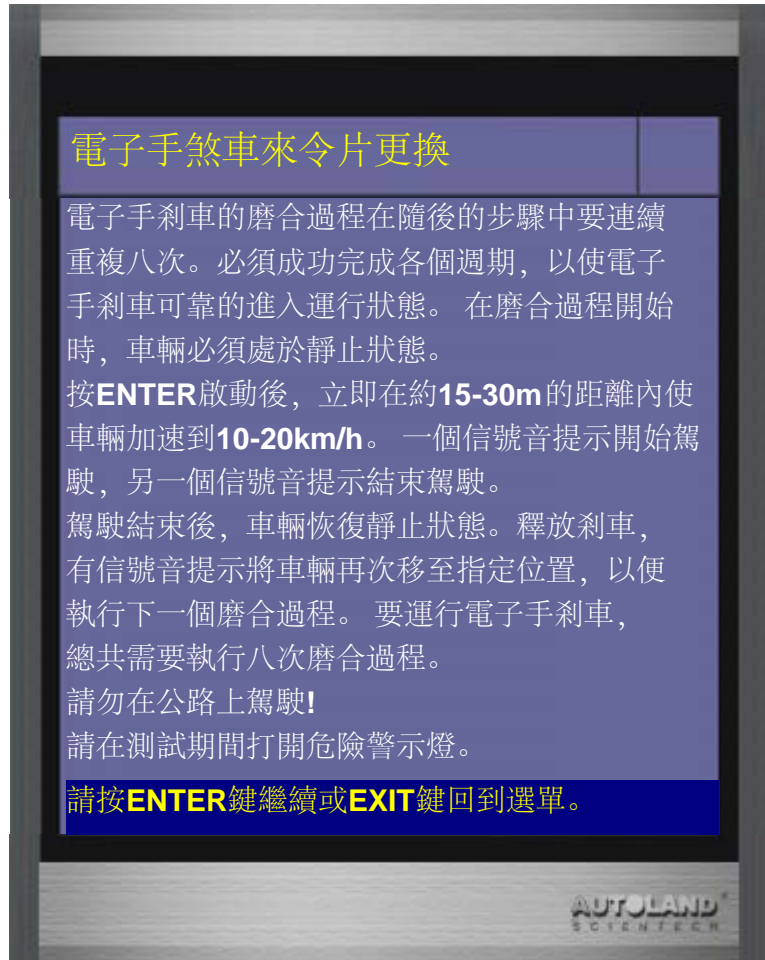 電子手煞車來令片更換
電子手剎車的磨合過程在隨後的步驟中要連續
重複八次。必須成功完成各個週期，以使電子
手剎車可靠的進入運行狀態。 在磨合過程開始
時，車輛必須處於靜止狀態。
按ENTER啟動後，立即在約15-30m的距離內使
車輛加速到10-20km/h。 一個信號音提示開始駕
駛，另一個信號音提示結束駕駛。
駕駛結束後，車輛恢復靜止狀態。釋放剎車，
有信號音提示將車輛再次移至指定位置，以便
執行下一個磨合過程。 要運行電子手剎車，
總共需要執行八次磨合過程。
請勿在公路上駕駛!
請在測試期間打開危險警示燈。
請按ENTER鍵繼續或EXIT鍵回到選單。
AUTOLAND
SCIENTECH